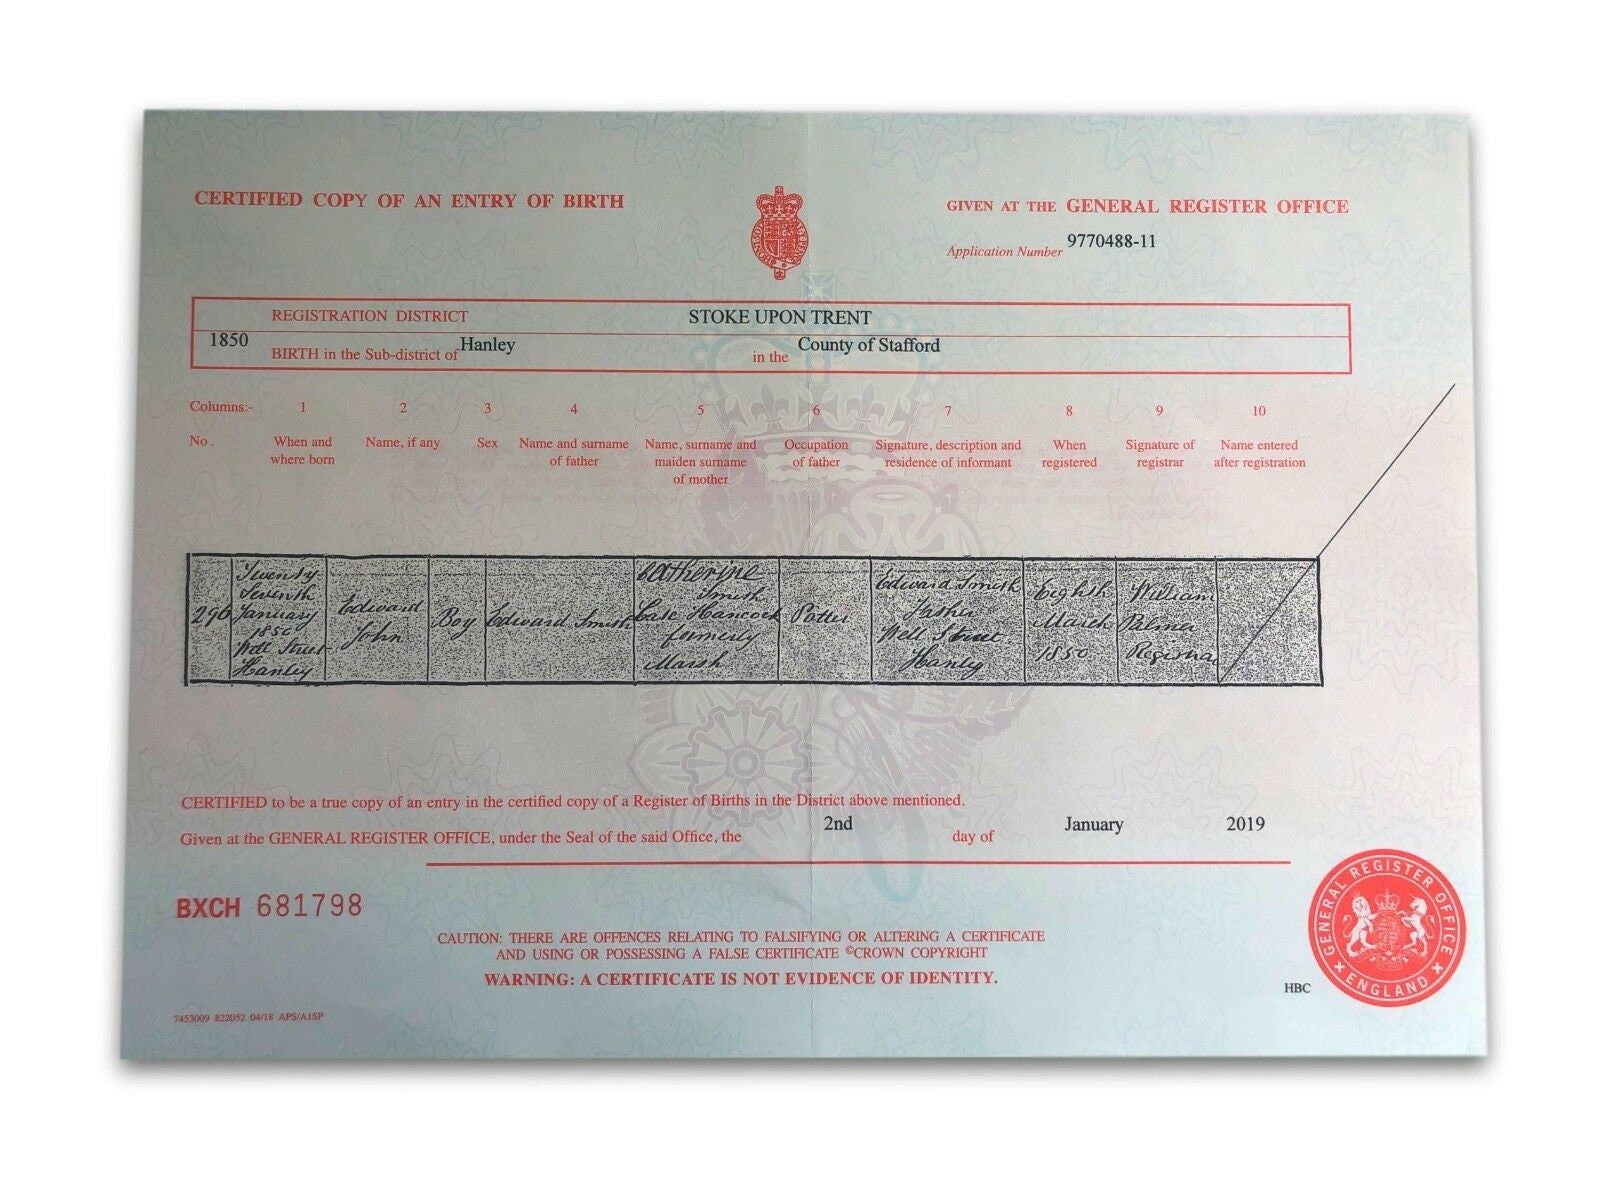 CERTIFIED COPY OF AN ENTRY OF BIRTH
GIVEN AT THE GENERAL REGISTER OFFICE
Application Number 9770488-11
REGISTRATION DISTRICT STOKE UPON TRENT
1850 BIRTH in the Sub-district of Hanley in the County of Stafford
Columns:- 1 2 3 4 5 6 7 8 9 10
No. When and where born
Name, if any
Sex
Name and surname of father
Name, surname and maiden surname of mother
Occupation of father
Signature, description and residence of informant
When registered
Signature of registrar
Name entered after registration
296
Twenty
Seventh
January
1850
Well Street
Hanley
Edward
John
Boy
Edward Smith
Catherine
Smith
late Hancock
formerly
Marsh
Potter
Edward Smith
Father
Well Street
Hanley
Eighth
March
1850
William
Palmer
Registrar
CERTIFIED to be a true copy of an entry in the certified copy of a Register of Births in the District above mentioned.
Given at the GENERAL REGISTER OFFICE, under the Seal of the said Office, the 2nd day of January 2019
BXCH 681798
CAUTION: THERE ARE OFFENCES RELATING TO FALSIFYING OR ALTERING A CERTIFICATE
AND USING OR POSSESSING A FALSE CERTIFICATE ©CROWN COPYRIGHT
WARNING: A CERTIFICATE IS NOT EVIDENCE OF IDENTITY.
HBC
GENERAL REGISTER OFFICE
ENGLAND
7453009 822052 04/18 APS/A1SP